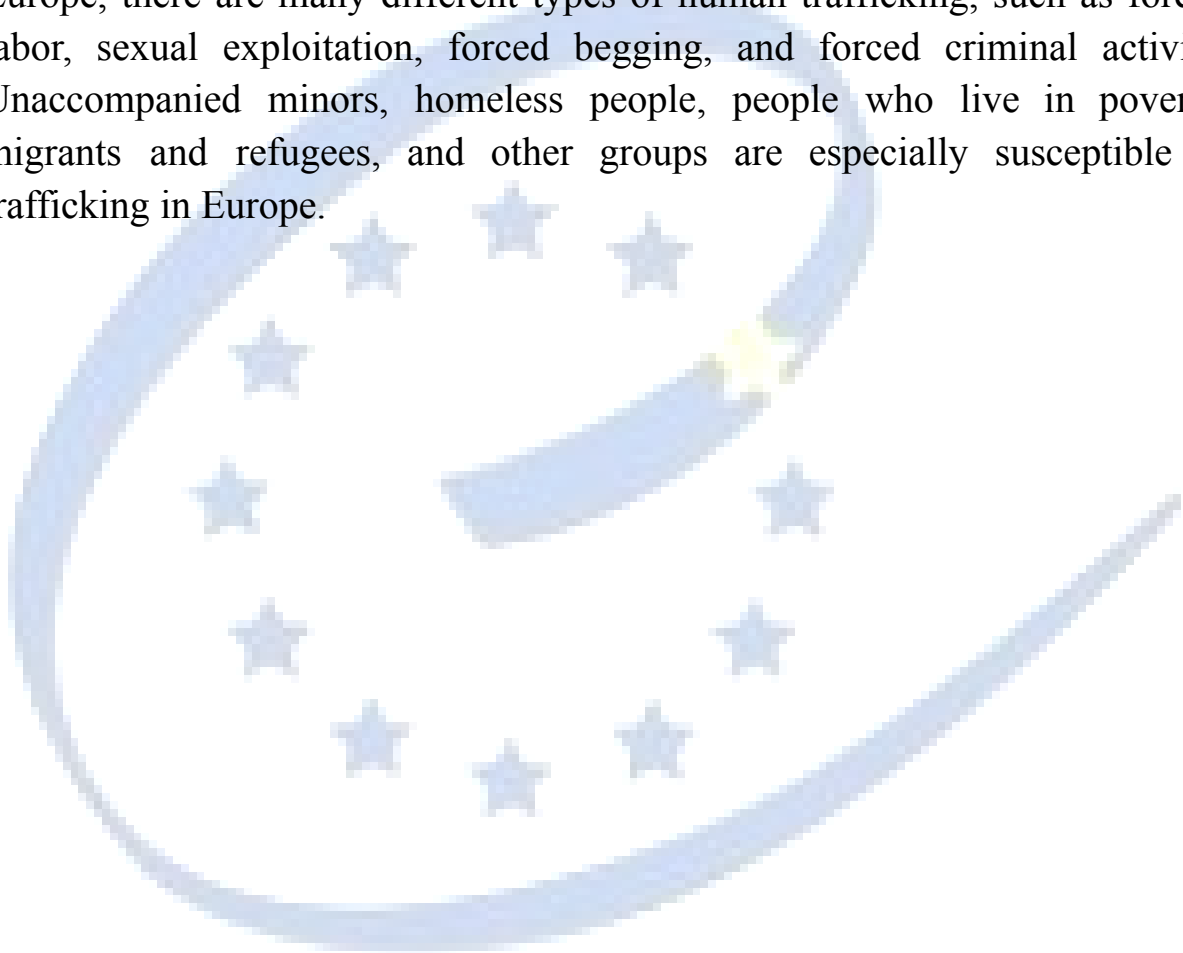 Europe, there are many different types of human trafficking, such as forc
abor, sexual exploitation, forced begging, and forced criminal activi
Unaccompanied minors, homeless people, people who live in pover
nigrants and refugees, and other groups are especially susceptible
rafficking in Europe.